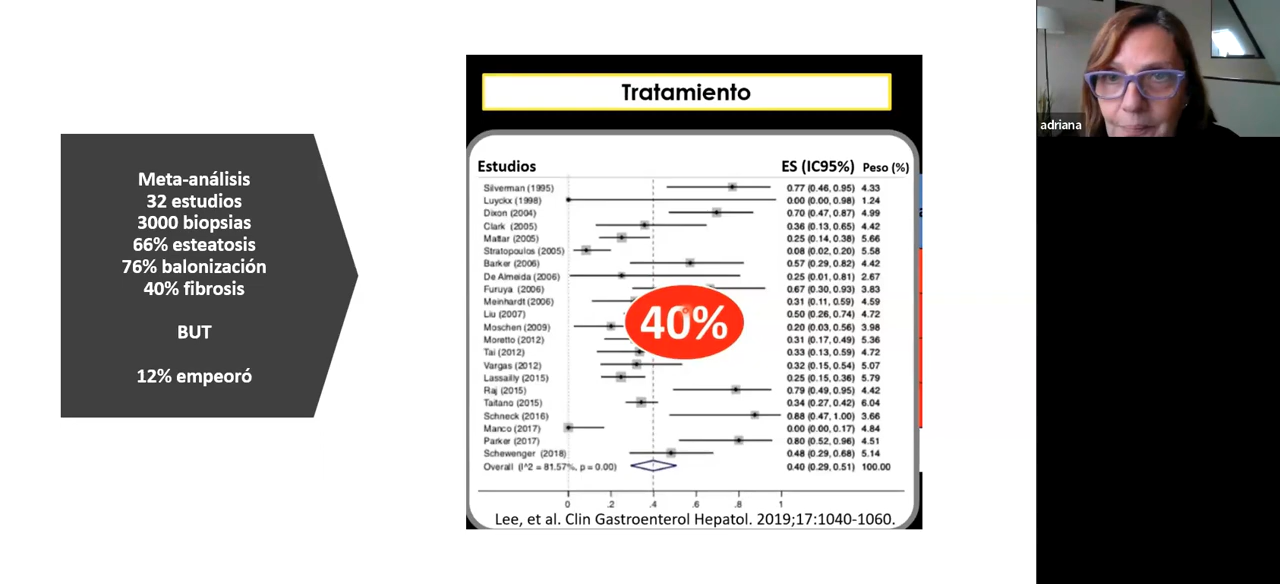 Meta-análisis
32 estudios
3000 biopsias
66% esteatosis
76% balonización
40% fibrosis
BUT
12% empeoró
Tratamiento
Estudios ES (IC95%) Peso (%)
Silverman (1995) 0.77 (0.46, 0.95) 4.33
Luyckx (1998) 0.00 (0.00, 0.98) 1.24
Dixon (2004) 0.70 (0.47, 0.87) 4.99
Clark (2005) 0.36 (0.13, 0.65) 4.42
Mattar (2005) 0.25 (0.14, 0.38) 5.66
Stratopoulos (2005) 0.08 (0.02, 0.20) 5.58
Barker (2006) 0.57 (0.29, 0.82) 4.42
De Almeida (2006) 0.25 (0.01, 0.81) 2.67
Furuya (2006) 0.67 (0.30, 0.93) 3.83
Meinhardt (2006) 0.31 (0.11, 0.59) 4.59
Liu (2007) 0.50 (0.26, 0.74) 4.72
Moschen (2009) 0.20 (0.03, 0.56) 3.98
Moretto (2012) 0.31 (0.17, 0.49) 5.36
Tai (2012) 0.33 (0.13, 0.59) 4.72
Vargas (2012) 0.32 (0.15, 0.54) 5.07
Lassailly (2015) 0.25 (0.15, 0.36) 5.79
Raj (2015) 0.79 (0.49, 0.95) 4.42
Taitano (2015) 0.34 (0.27, 0.42) 6.04
Schneck (2016) 0.88 (0.47, 1.00) 3.66
Manco (2017) 0.00 (0.00, 0.17) 4.84
Parker (2017) 0.80 (0.52, 0.96) 4.51
Schewenger (2018) 0.48 (0.29, 0.68) 5.14
Overall (I^2 = 81.57%, p = 0.00) 0.40 (0.29, 0.51) 100.00
40%
0 .2 .4 .6 .8 1
Lee, et al. Clin Gastroenterol Hepatol. 2019;17:1040-1060.
adriana